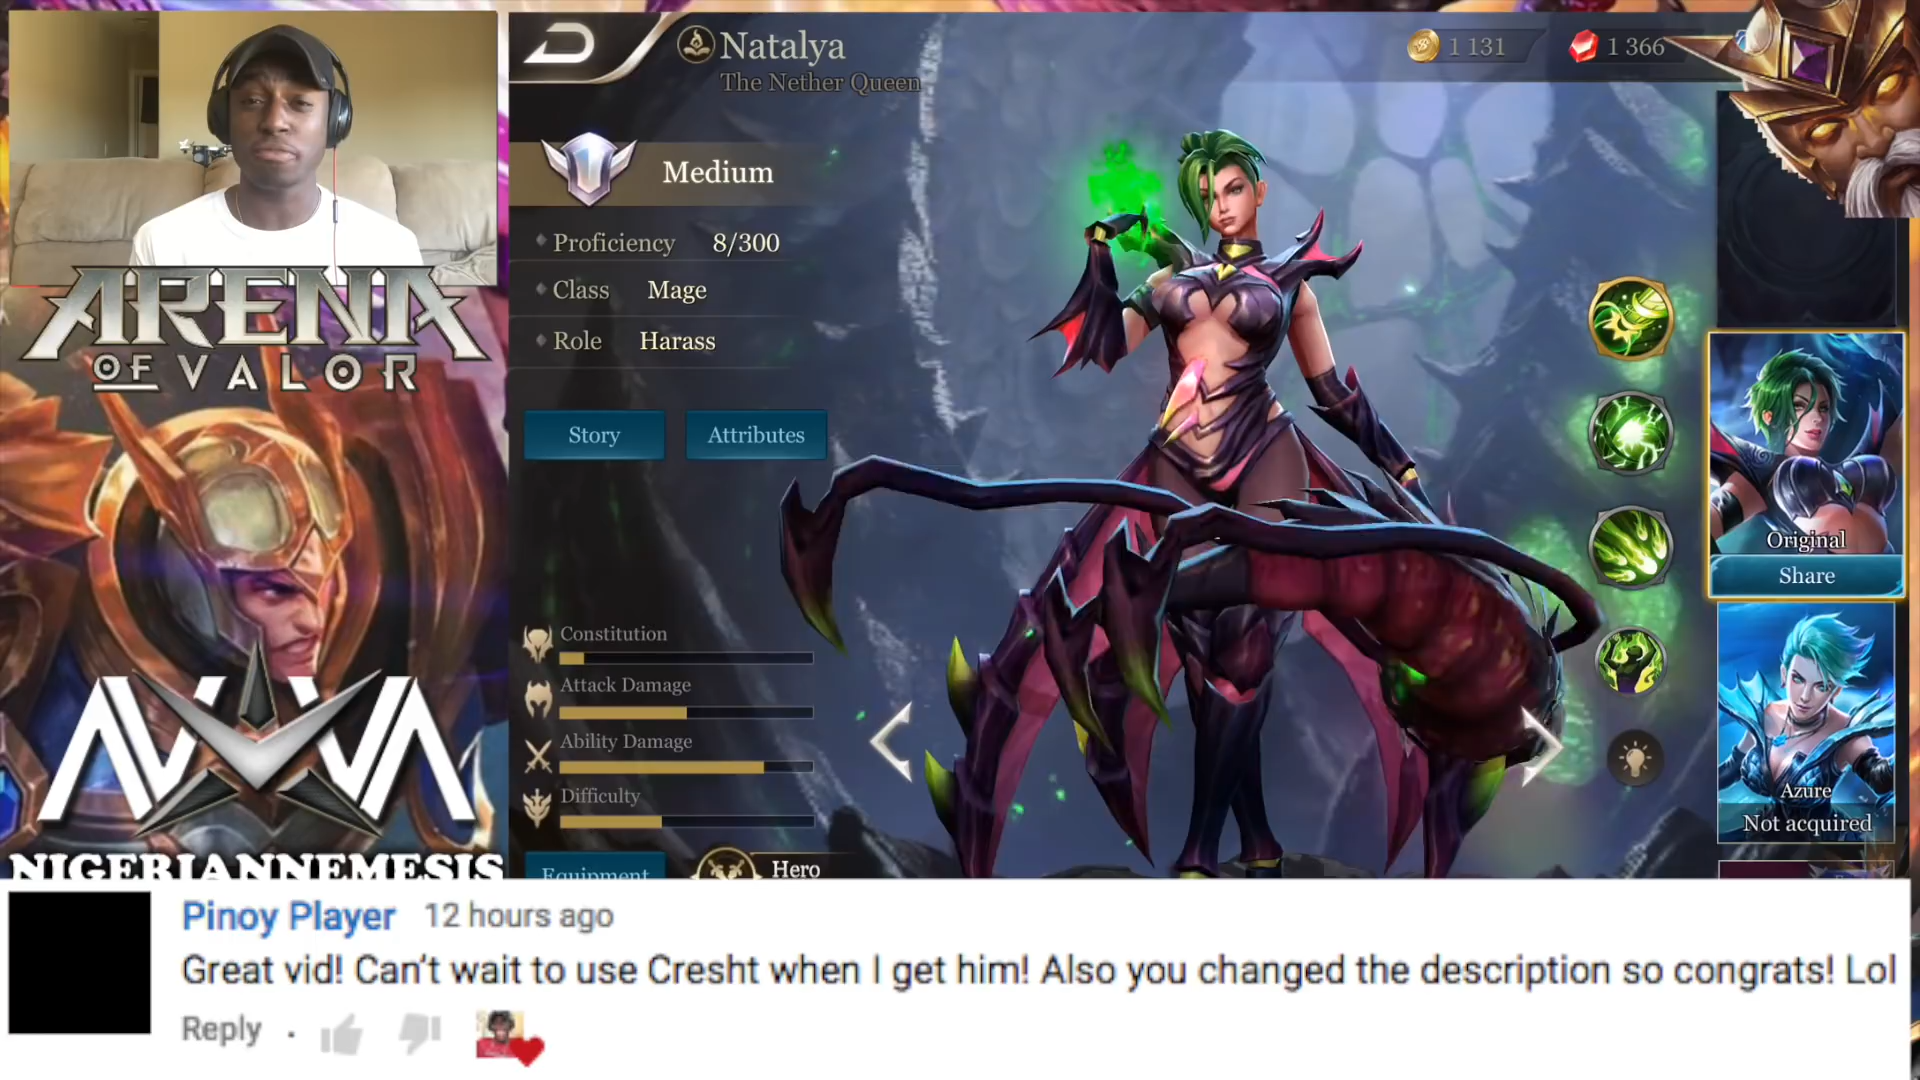 ARENA
OF VALOR
NIGERIANNEMESIS
Natalya
The Nether Queen
1 131
1 366
Medium
Proficiency 8/300
Class Mage
Role Harass
Story
Attributes
Constitution
Attack Damage
Ability Damage
Difficulty
Equipment
Hero
Original
Share
Azure
Not acquired
Pinoy Player 12 hours ago
Great vid! Can't wait to use Cresht when I get him! Also you changed the description so congrats! Lol
Reply